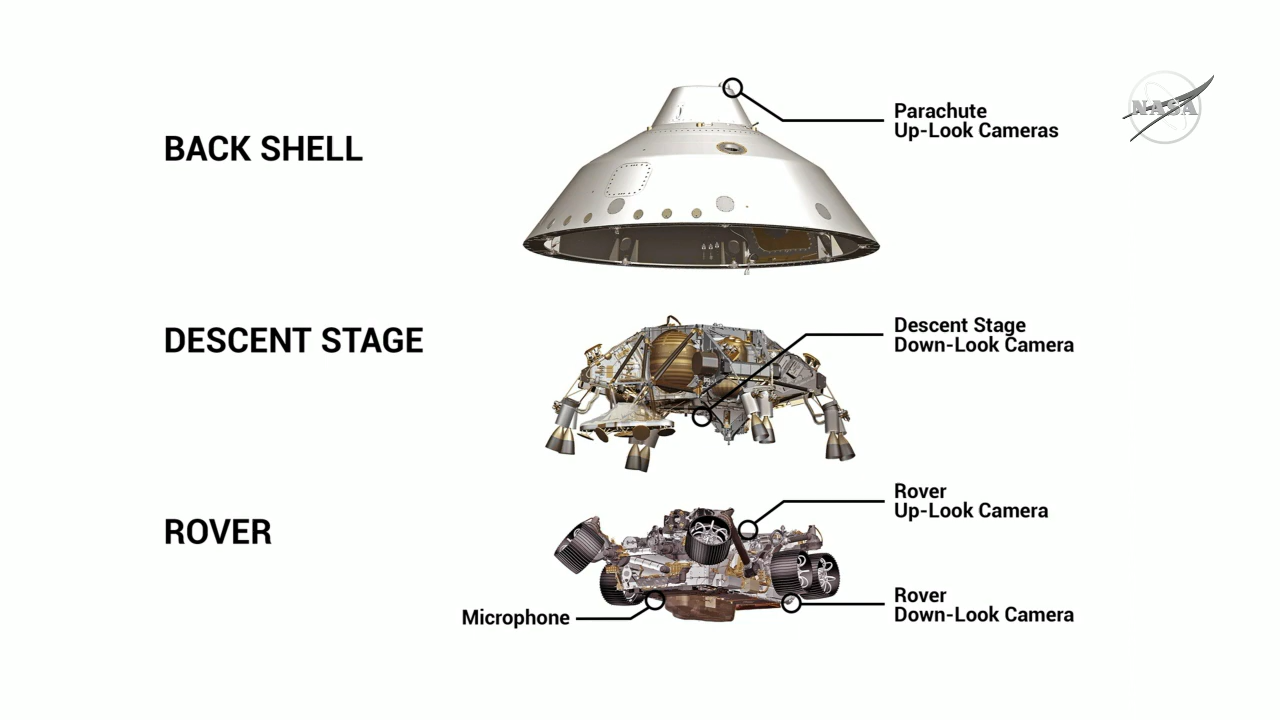 BACK SHELL
Parachute
Up-Look Cameras
NASA
DESCENT STAGE
Descent Stage
Down-Look Camera
ROVER
Rover
Up-Look Camera
Rover
Down-Look Camera
Microphone